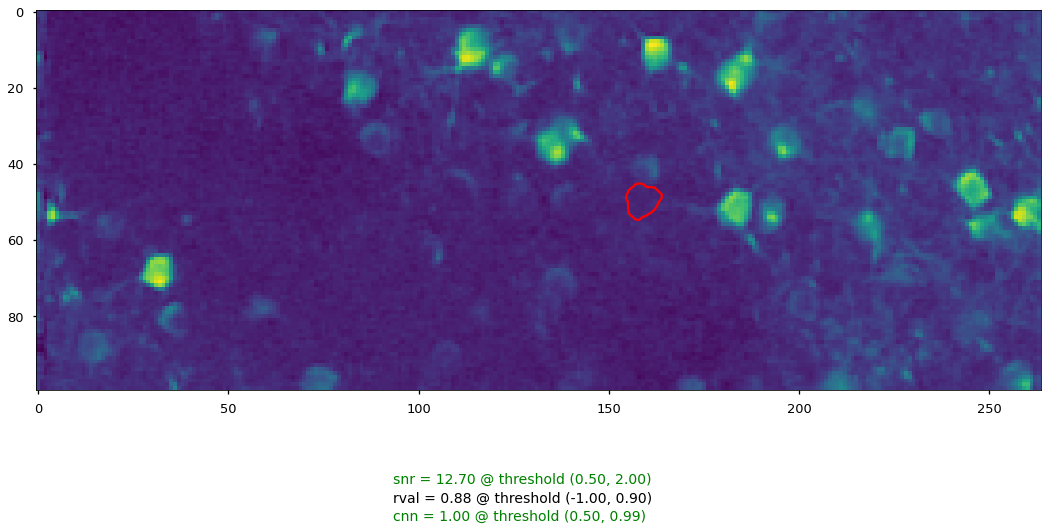 0
20
40
60
80
0 50 100 150 200 250
snr = 12.70 @ threshold (0.50, 2.00)
rval = 0.88 @ threshold (-1.00, 0.90)
cnn = 1.00 @ threshold (0.50, 0.99)